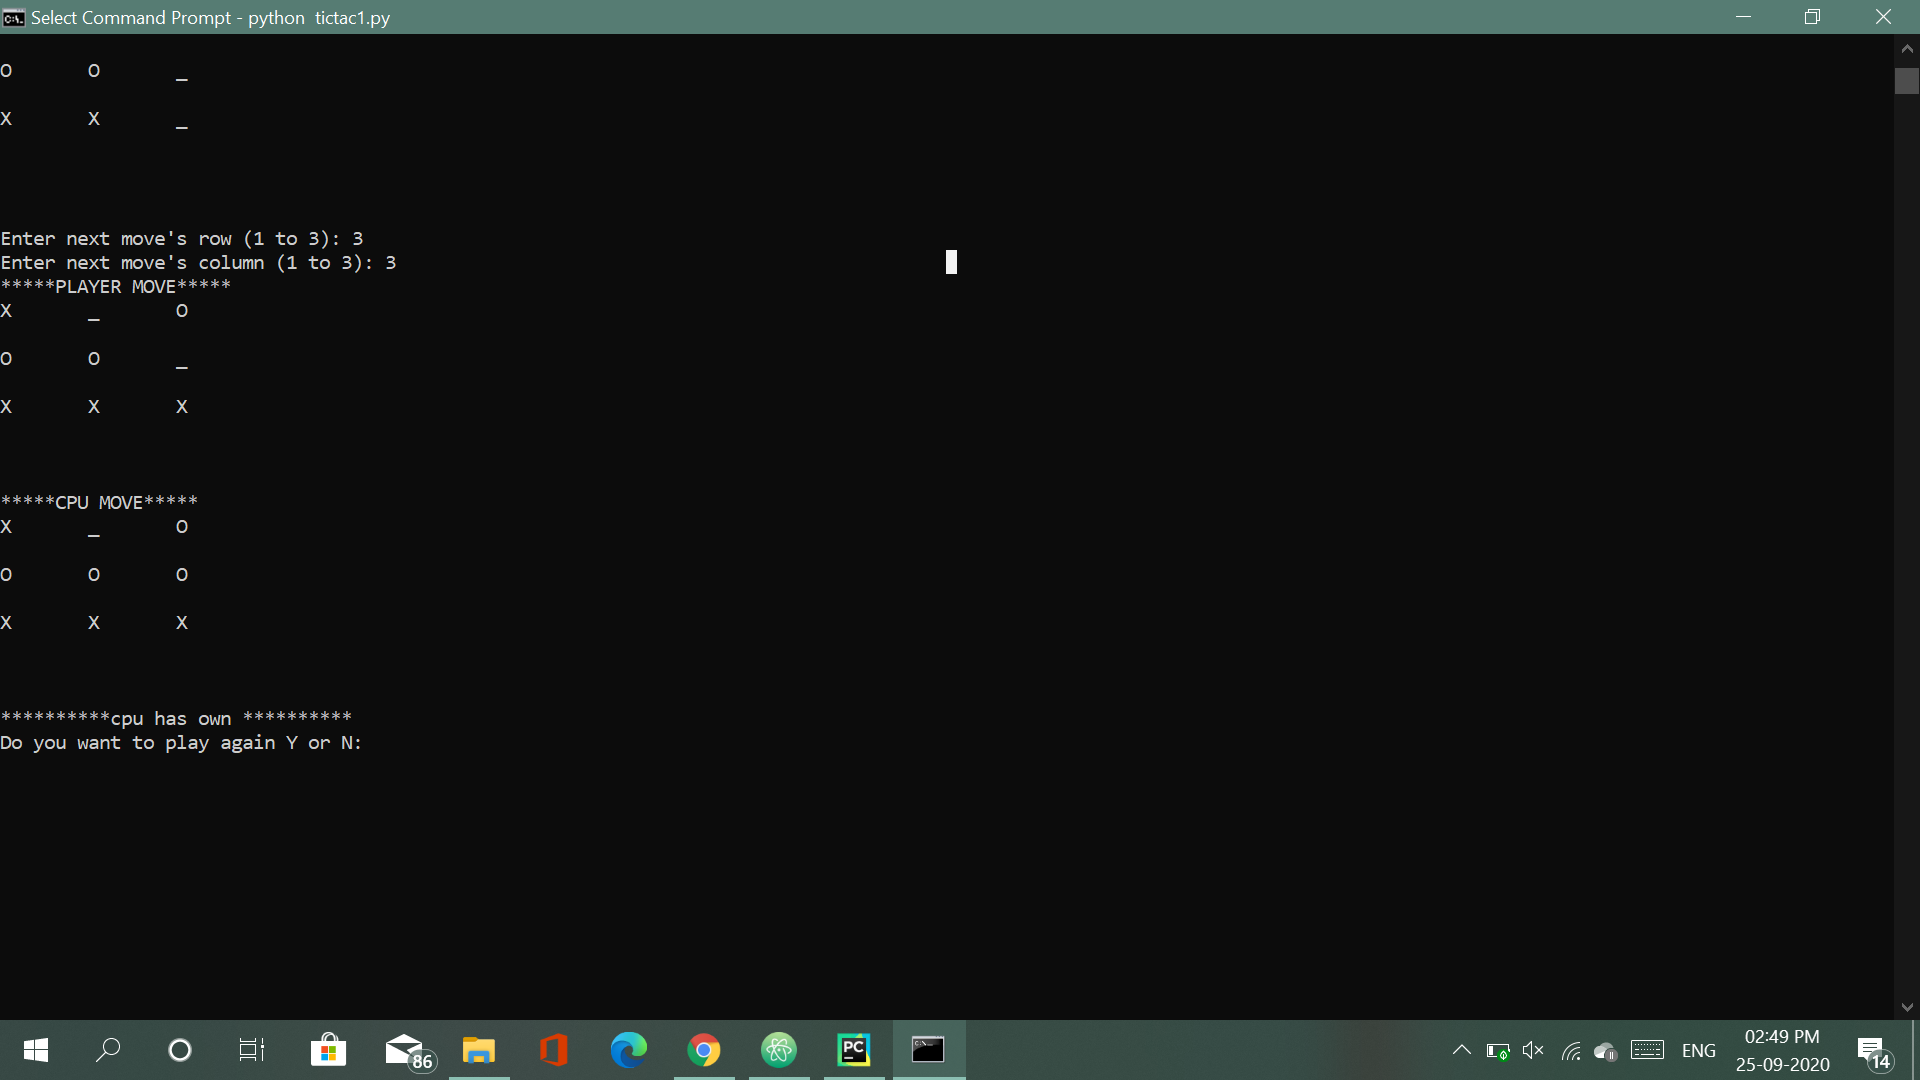 Select Command Prompt - python  tictac1.py
O O _
X X _
Enter next move's row (1 to 3): 3
Enter next move's column (1 to 3): 3
*****PLAYER MOVE*****
X _ O
O O _
X X X
*****CPU MOVE*****
X _ O
O O O
X X X
**********cpu has own **********
Do you want to play again Y or N:
86
PC
ENG
02:49 PM
25-09-2020
14